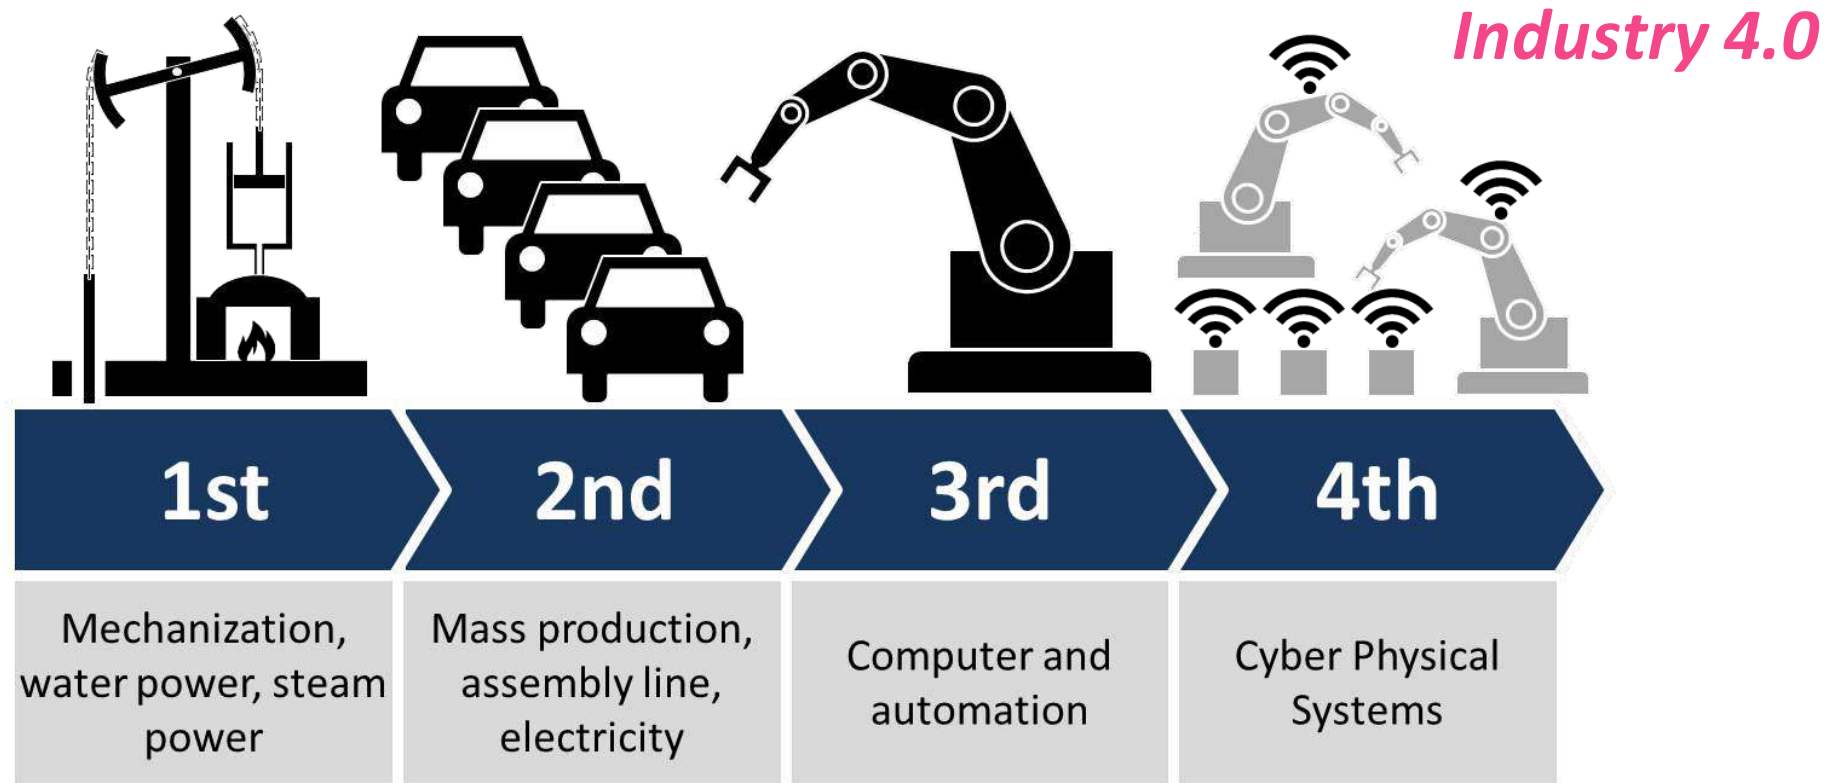 Industry 4.0
1st
2nd
3rd
4th
Mechanization,
water power, steam
power
Mass production,
assembly line,
electricity
Computer and
automation
Cyber Physical
Systems